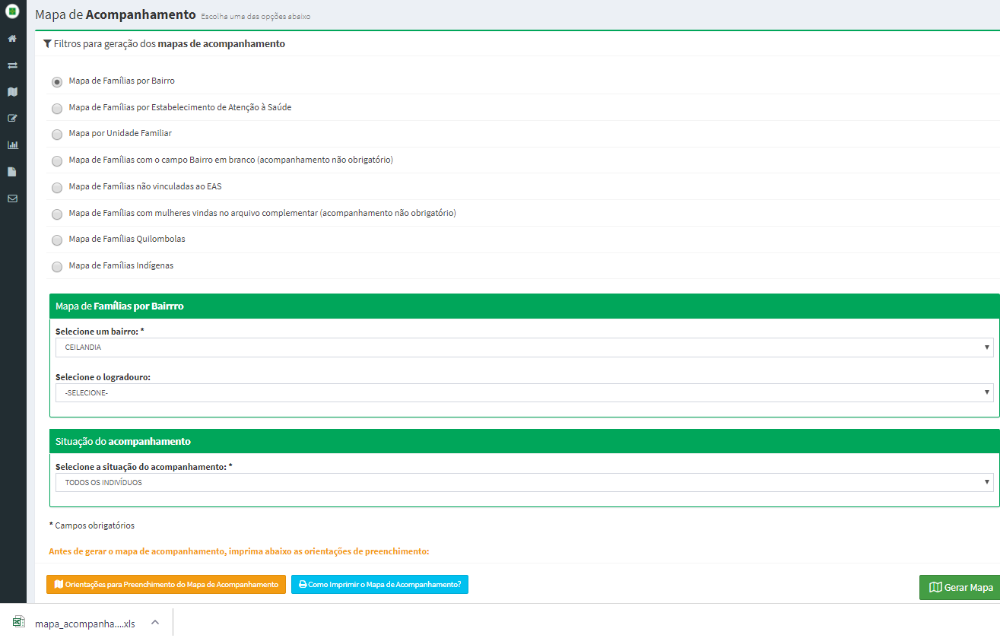 Mapa de Acompanhamento Escolha uma das opções abaixo
Filtros para geração dos mapas de acompanhamento
Mapa de Famílias por Bairro
Mapa de Famílias por Estabelecimento de Atenção à Saúde
Mapa por Unidade Familiar
Mapa de Famílias com o campo Bairro em branco (acompanhamento não obrigatório)
Mapa de Famílias não vinculadas ao EAS
Mapa de Famílias com mulheres vindas no arquivo complementar (acompanhamento não obrigatório)
Mapa de Famílias Quilombolas
Mapa de Famílias Indígenas
Mapa de Famílias por Bairrro
Selecione um bairro: *
CEILANDIA
Selecione o logradouro:
-SELECIONE-
Situação do acompanhamento
Selecione a situação do acompanhamento: *
TODOS OS INDIVÍDUOS
* Campos obrigatórios
Antes de gerar o mapa de acompanhamento, imprima abaixo as orientações de preenchimento:
Orientações para Preenchimento do Mapa de Acompanhamento
Como Imprimir o Mapa de Acompanhamento?
Gerar Mapa
mapa_acompanha....xls